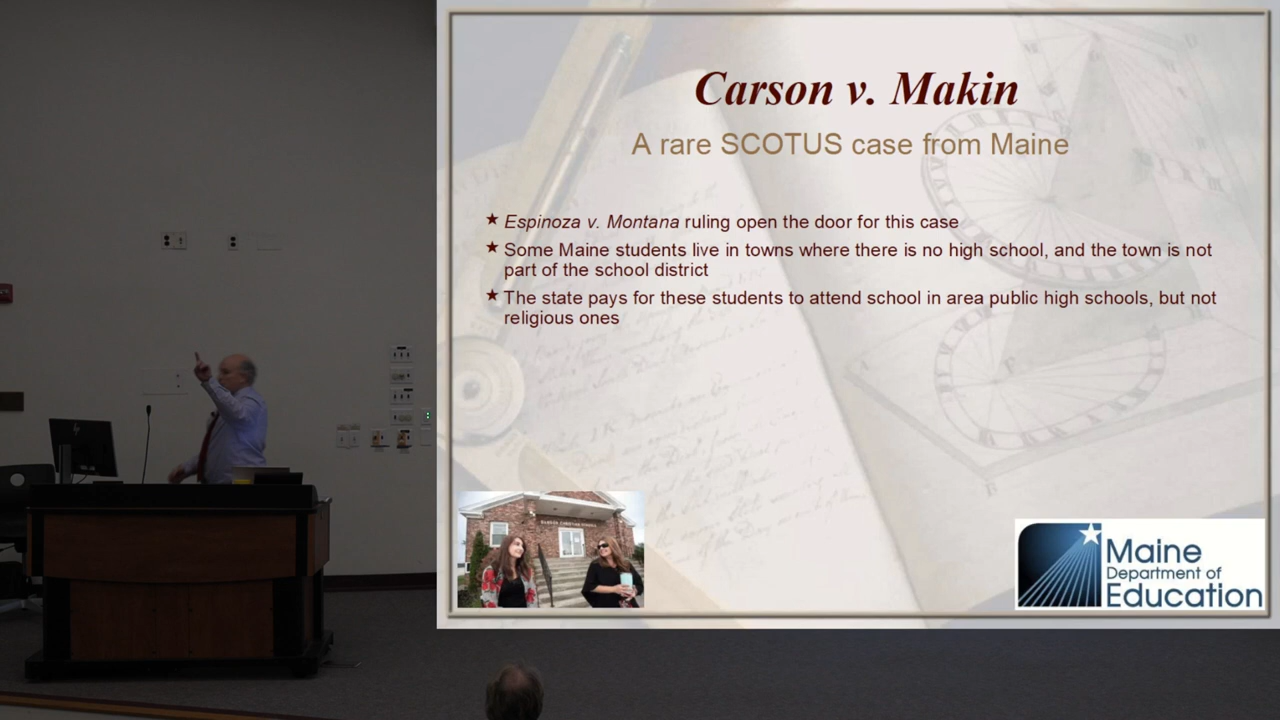 Carson v. Makin
A rare SCOTUS case from Maine
Espinoza v. Montana ruling open the door for this case
Some Maine students live in towns where there is no high school, and the town is not
part of the school district
The state pays for these students to attend school in area public high schools, but not
religious ones
Maine
Department of
Education